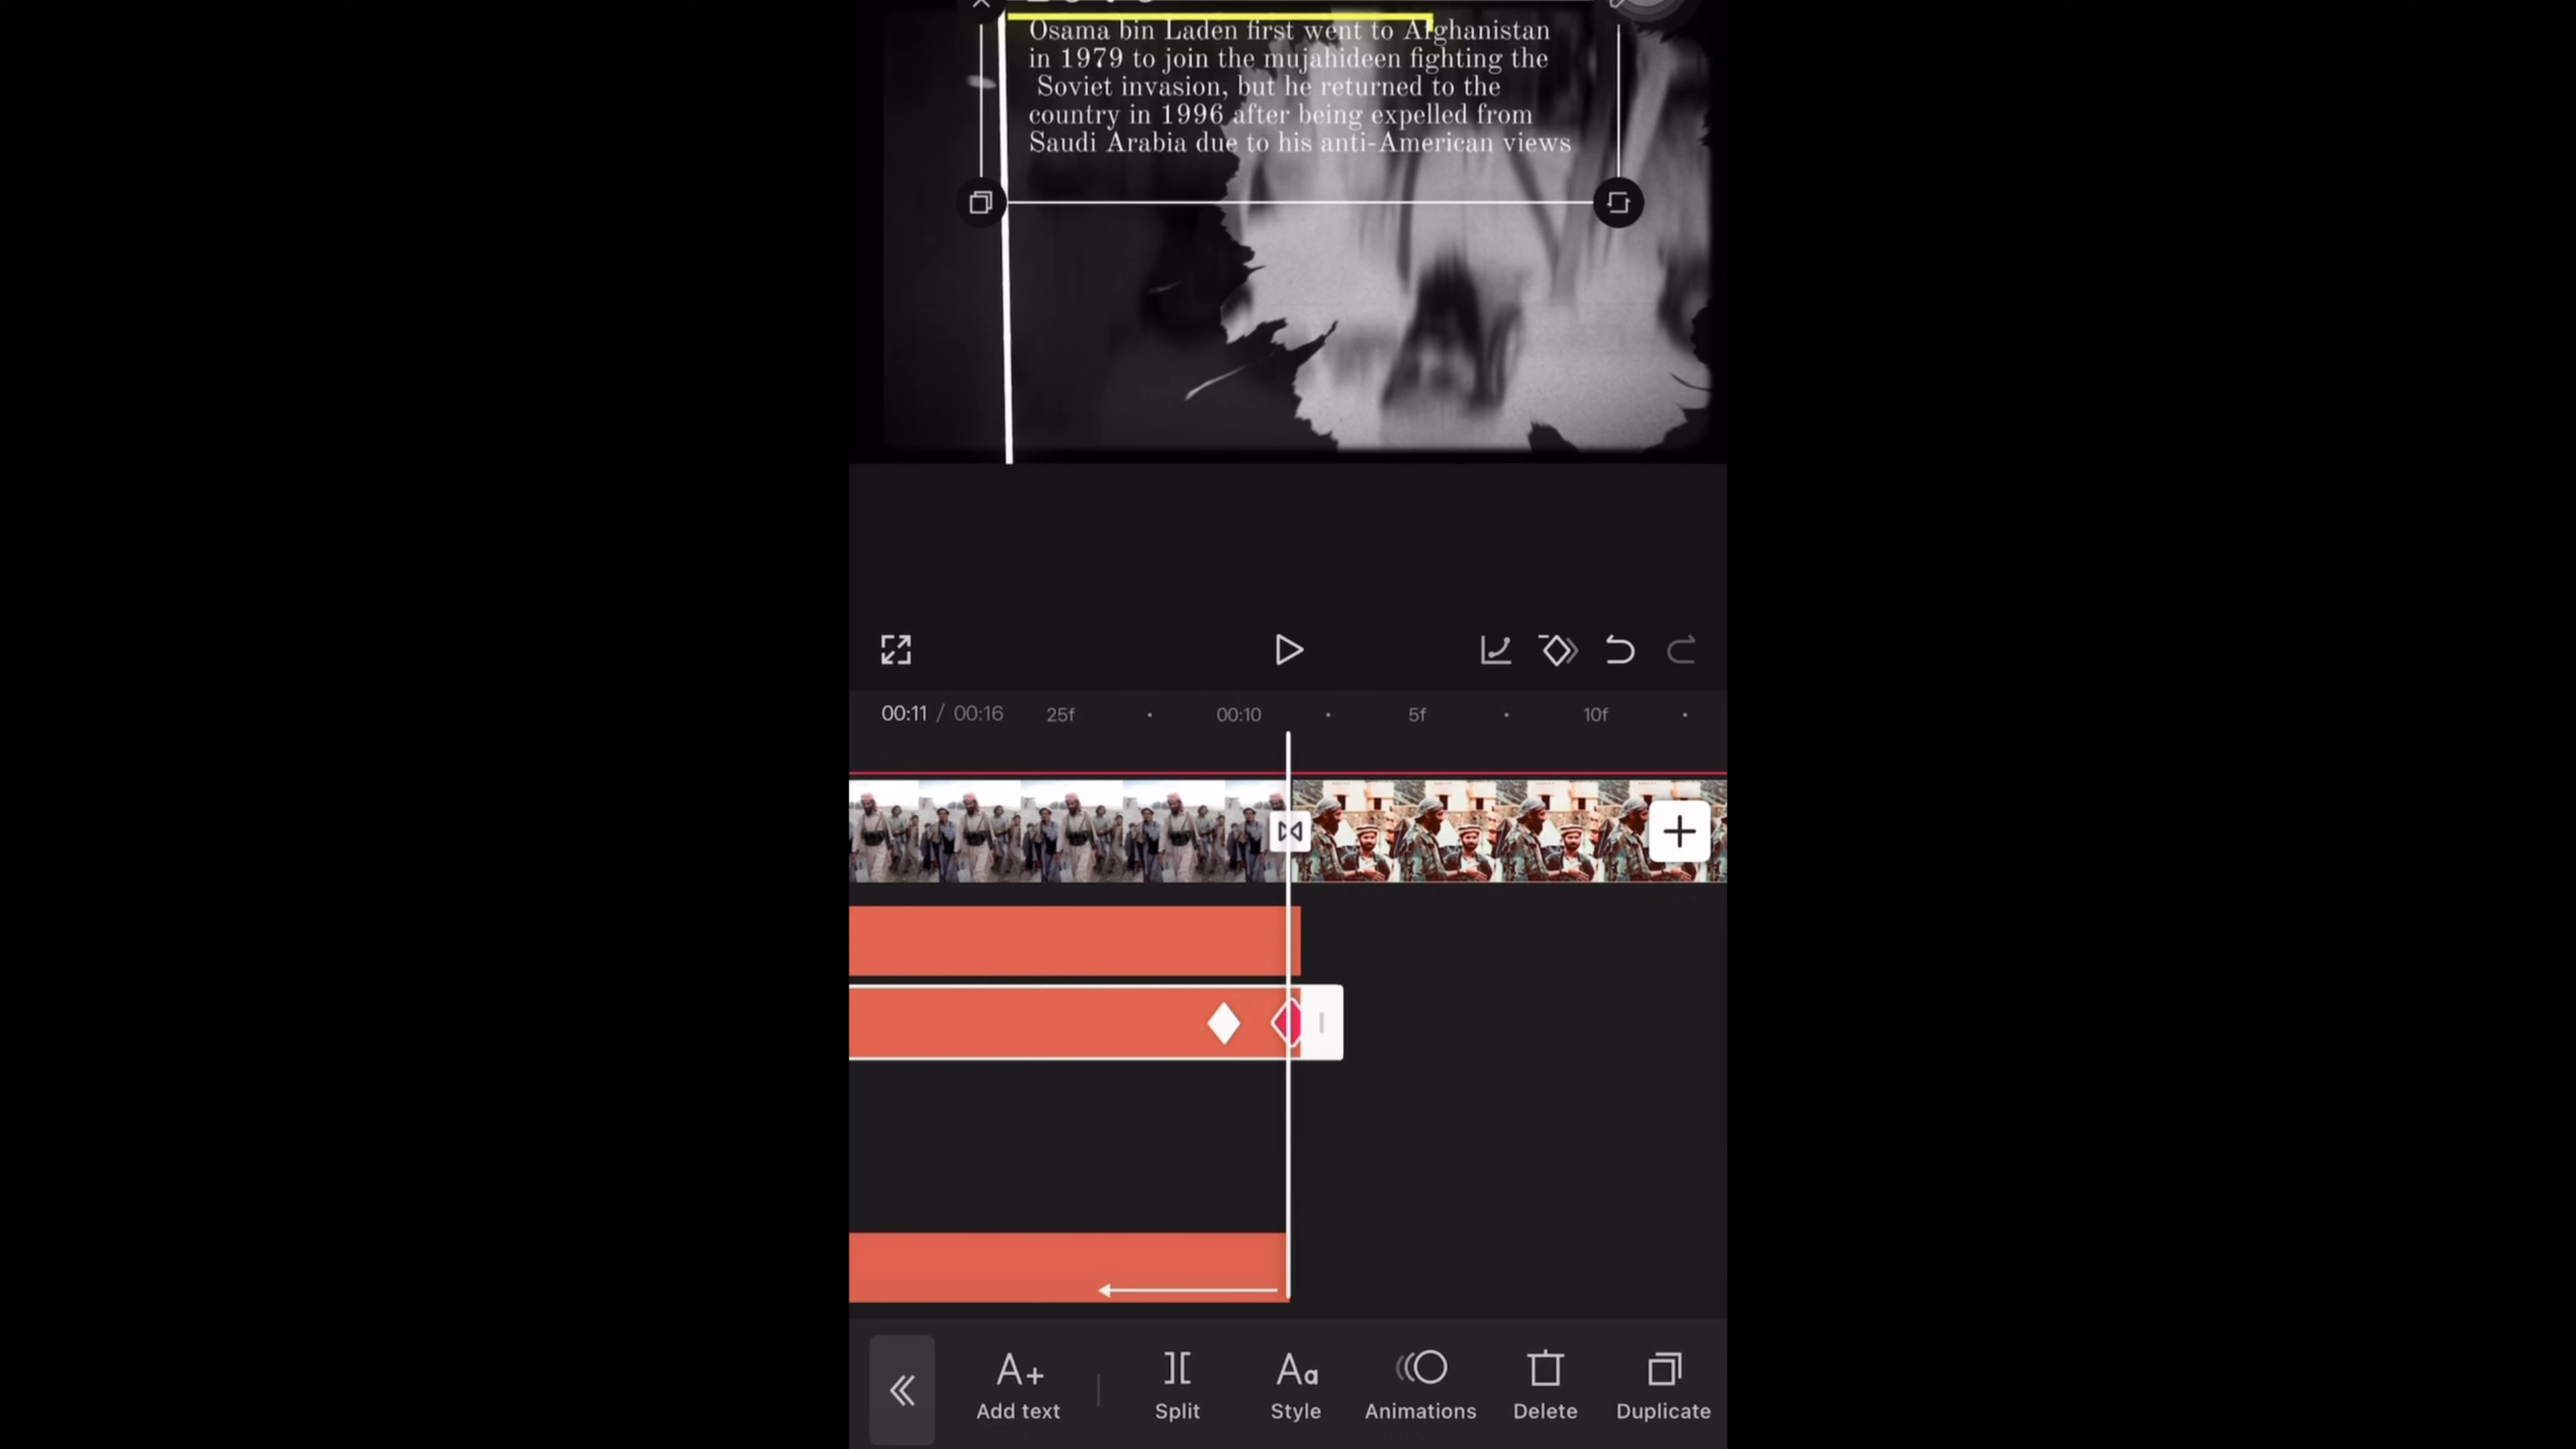 Osama bin Laden first went to Afghanistan
in 1979 to join the mujahideen fighting the
Soviet invasion, but he returned to the
country in 1996 after being expelled from
Saudi Arabia due to his anti-American views
00:11 / 00:16 25f 00:10 5f 10f
Add text Split Style Animations Delete Duplicate